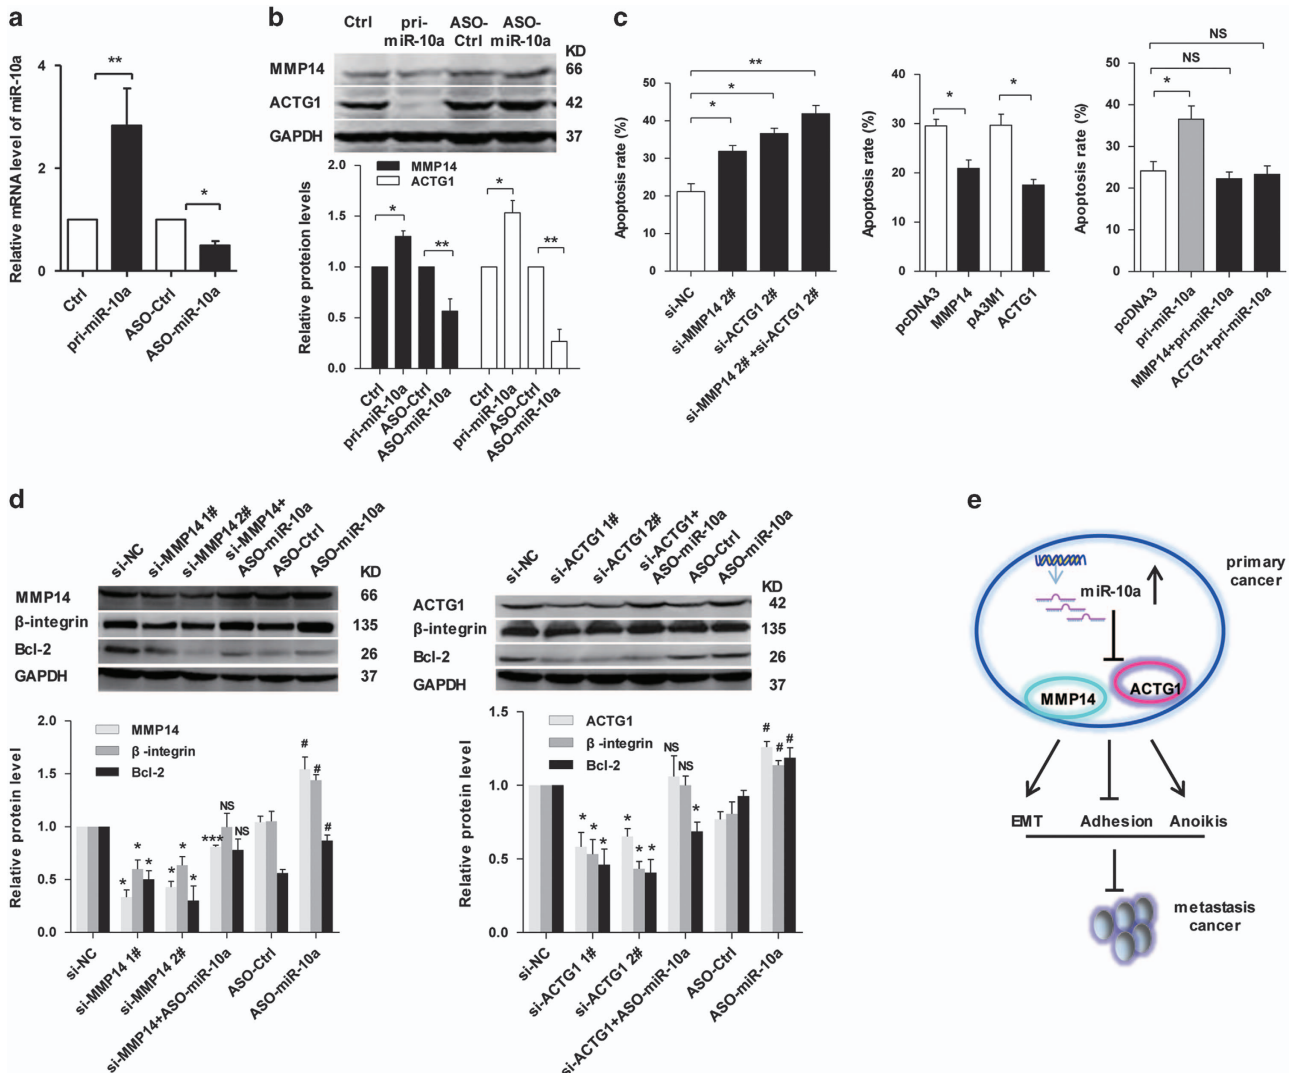 a
Relative mRNA level of miR-10a
4
2
0
**
*
Ctrl
pri-miR-10a
ASO-Ctrl
ASO-miR-10a
b
Ctrl
pri-
miR-10a
ASO-
Ctrl
ASO-
miR-10a
KD
MMP14 66
ACTG1 42
GAPDH 37
Relative proteion levels
2.0
1.5
1.0
0.5
0.0
MMP14
ACTG1
*
**
*
**
Ctrl
pri-miR-10a
ASO-Ctrl
ASO-miR-10a
Ctrl
pri-miR-10a
ASO-Ctrl
ASO-miR-10a
c
Apoptosis rate (%)
50
40
30
20
10
0
**
*
*
si-NC
si-MMP14 2#
si-ACTG1 2#
si-MMP14 2# +si-ACTG1 2#
Apoptosis rate (%)
40
30
20
10
0
*
*
pcDNA3
MMP14
pA3M1
ACTG1
Apoptosis rate (%)
50
40
30
20
10
0
NS
NS
*
pcDNA3
pri-miR-10a
MMP14+pri-miR-10a
ACTG1+pri-miR-10a
d
si-NC
si-MMP14 1#
si-MMP14 2#
si-MMP14+
ASO-miR-10a
ASO-Ctrl
ASO-miR-10a
KD
MMP14 66
β-integrin 135
Bcl-2 26
GAPDH 37
Relative protein level
2.0
1.5
1.0
0.5
0.0
MMP14
β -integrin
Bcl-2
*
*
*
*
*
*
***
NS
NS
#
#
#
si-NC
si-MMP14 1#
si-MMP14 2#
si-MMP14+ASO-miR-10a
ASO-Ctrl
ASO-miR-10a
si-NC
si-ACTG1 1#
si-ACTG1 2#
si-ACTG1+
ASO-miR-10a
ASO-Ctrl
ASO-miR-10a
KD
ACTG1 42
β-integrin 135
Bcl-2 26
GAPDH 37
Relative protein level
1.5
1.0
0.5
0.0
ACTG1
β -integrin
Bcl-2
*
*
*
*
*
*
NS
NS
*
#
#
#
si-NC
si-ACTG1 1#
si-ACTG1 2#
si-ACTG1+ASO-miR-10a
ASO-Ctrl
ASO-miR-10a
e
primary
cancer
miR-10a
MMP14
ACTG1
EMT Adhesion Anoikis
metastasis
cancer